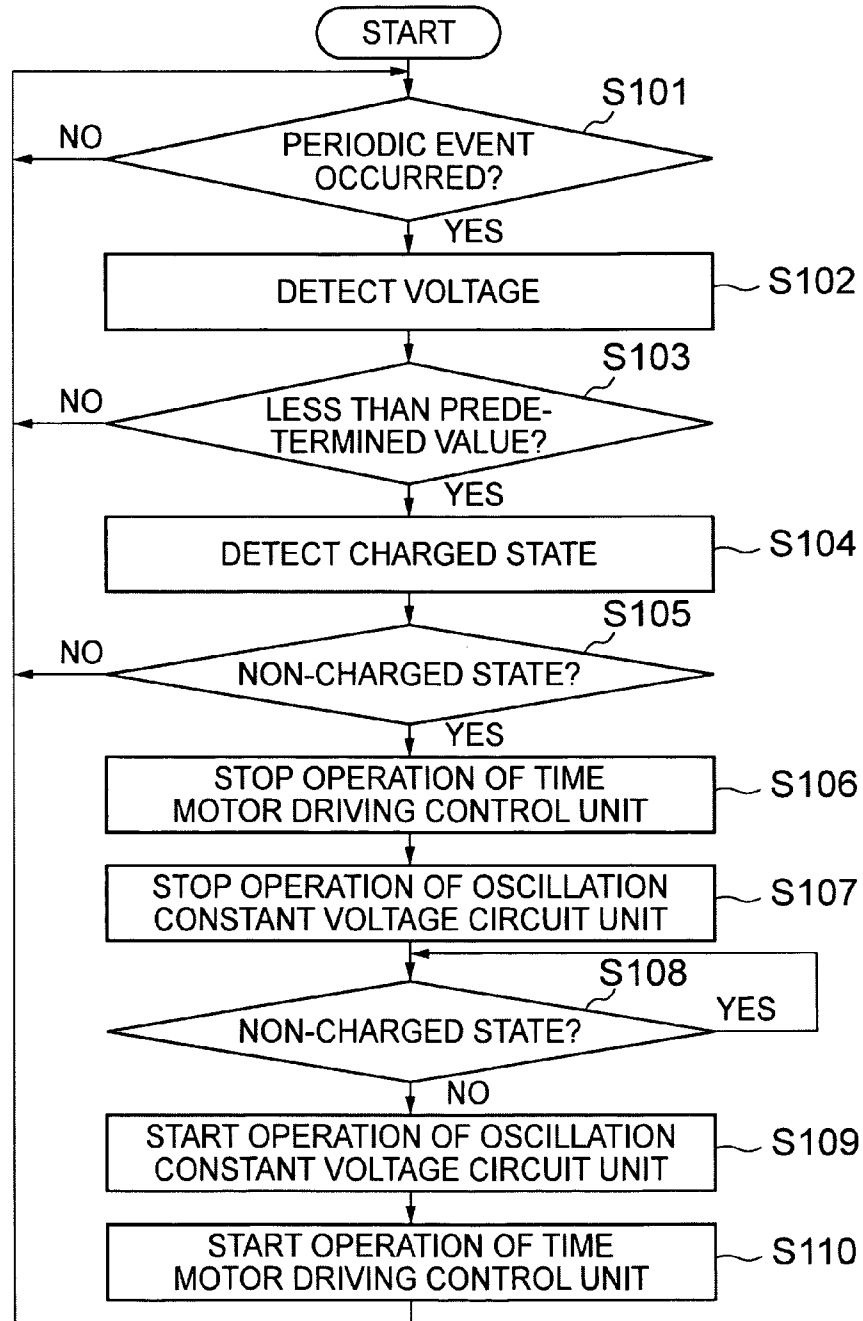 START
S101
NO
PERIODIC EVENT
OCCURRED?
YES
DETECT VOLTAGE
S102
S103
NO
LESS THAN PREDE-
TERMINED VALUE?
YES
DETECT CHARGED STATE
S104
S105
NO
NON-CHARGED STATE?
YES
STOP OPERATION OF TIME
MOTOR DRIVING CONTROL UNIT
S106
STOP OPERATION OF OSCILLATION
CONSTANT VOLTAGE CIRCUIT UNIT
S107
S108
NON-CHARGED STATE?
YES
NO
START OPERATION OF OSCILLATION
CONSTANT VOLTAGE CIRCUIT UNIT
S109
START OPERATION OF TIME
MOTOR DRIVING CONTROL UNIT
S110